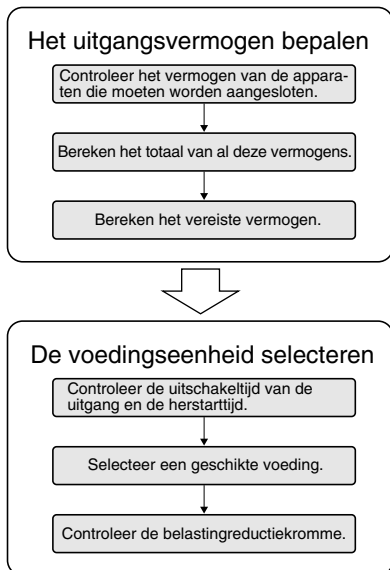 Het uitgangsvermogen bepalen
Controleer het vermogen van de appara-
ten die moeten worden aangesloten.
Bereken het totaal van al deze vermogens.
Bereken het vereiste vermogen.
De voedingseenheid selecteren
Controleer de uitschakeltijd van de
uitgang en de herstarttijd.
Selecteer een geschikte voeding.
Controleer de belastingreductiekromme.